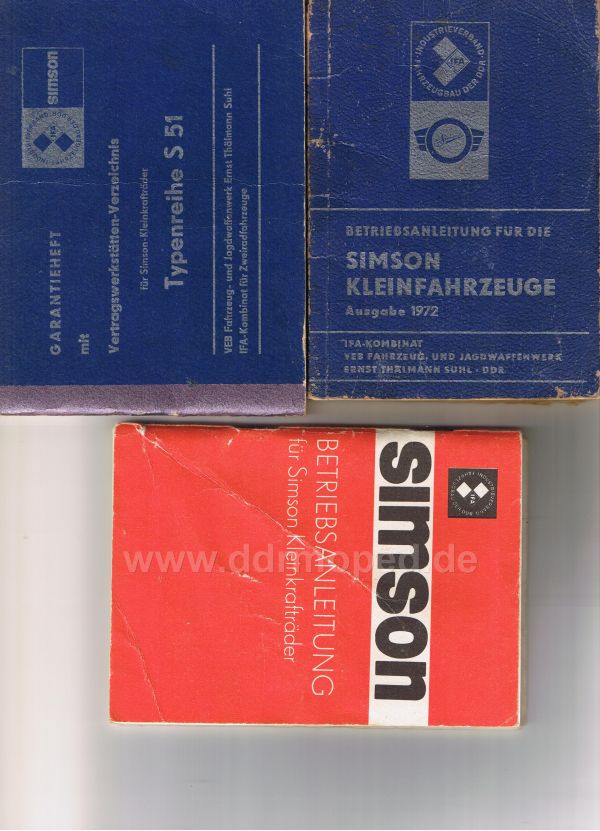 GARANTIEHEFT
mit
Vertragswerkstätten-Verzeichnis
für Simson-Kleinkrafträder
Typenreihe S 51
VEB Fahrzeug- und Jagdwaffenwerk Ernst Thälmann Suhl
IFA-Kombinat für Zweiradfahrzeuge
simson
IFA
INDUSTRIEVERBAND
FAHRZEUGBAU DER DDR
IFA
BETRIEBSANLEITUNG FÜR DIE
SIMSON
KLEINFAHRZEUGE
Ausgabe 1972
IFA-KOMBINAT
VEB FAHRZEUG- UND JAGDWAFFENWERK
ERNST THÄLMANN SUHL · DDR
simson
IFA
BETRIEBSANLEITUNG
für Simson Kleinkrafträder
www.ddrmoped.de